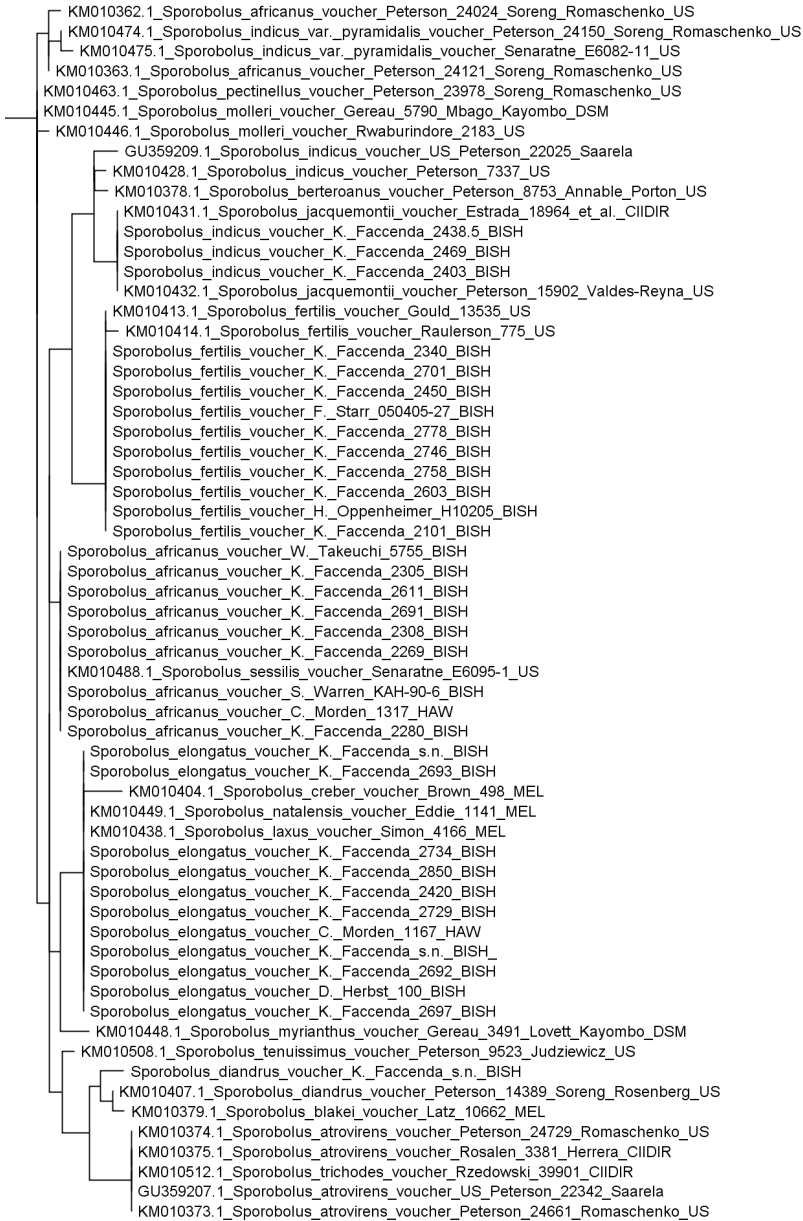 KM010362.1_Sporobolus_africanus_voucher_Peterson_24024_Soreng_Romaschenko_US
KM010474.1_Sporobolus_indicus_var._pyramidalis_voucher_Peterson_24150_Soreng_Romaschenko_US
KM010475.1_Sporobolus_indicus_var._pyramidalis_voucher_Senaratne_E6082-11_US
KM010363.1_Sporobolus_africanus_voucher_Peterson_24121_Soreng_Romaschenko_US
KM010463.1_Sporobolus_pectinellus_voucher_Peterson_23978_Soreng_Romaschenko_US
KM010445.1_Sporobolus_molleri_voucher_Gereau_5790_Mbago_Kayombo_DSM
KM010446.1_Sporobolus_molleri_voucher_Rwaburindore_2183_US
GU359209.1_Sporobolus_indicus_voucher_US_Peterson_22025_Saarela
KM010428.1_Sporobolus_indicus_voucher_Peterson_7337_US
KM010378.1_Sporobolus_berteroanus_voucher_Peterson_8753_Annable_Porton_US
KM010431.1_Sporobolus_jacquemontii_voucher_Estrada_18964_et_al._CIIDIR
Sporobolus_indicus_voucher_K._Faccenda_2438.5_BISH
Sporobolus_indicus_voucher_K._Faccenda_2469_BISH
Sporobolus_indicus_voucher_K._Faccenda_2403_BISH
KM010432.1_Sporobolus_jacquemontii_voucher_Peterson_15902_Valdes-Reyna_US
KM010413.1_Sporobolus_fertilis_voucher_Gould_13535_US
KM010414.1_Sporobolus_fertilis_voucher_Raulerson_775_US
Sporobolus_fertilis_voucher_K._Faccenda_2340_BISH
Sporobolus_fertilis_voucher_K._Faccenda_2701_BISH
Sporobolus_fertilis_voucher_K._Faccenda_2450_BISH
Sporobolus_fertilis_voucher_F._Starr_050405-27_BISH
Sporobolus_fertilis_voucher_K._Faccenda_2778_BISH
Sporobolus_fertilis_voucher_K._Faccenda_2746_BISH
Sporobolus_fertilis_voucher_K._Faccenda_2758_BISH
Sporobolus_fertilis_voucher_K._Faccenda_2603_BISH
Sporobolus_fertilis_voucher_H._Oppenheimer_H10205_BISH
Sporobolus_fertilis_voucher_K._Faccenda_2101_BISH
Sporobolus_africanus_voucher_W._Takeuchi_5755_BISH
Sporobolus_africanus_voucher_K._Faccenda_2305_BISH
Sporobolus_africanus_voucher_K._Faccenda_2611_BISH
Sporobolus_africanus_voucher_K._Faccenda_2691_BISH
Sporobolus_africanus_voucher_K._Faccenda_2308_BISH
Sporobolus_africanus_voucher_K._Faccenda_2269_BISH
KM010488.1_Sporobolus_sessilis_voucher_Senaratne_E6095-1_US
Sporobolus_africanus_voucher_S._Warren_KAH-90-6_BISH
Sporobolus_africanus_voucher_C._Morden_1317_HAW
Sporobolus_africanus_voucher_K._Faccenda_2280_BISH
Sporobolus_elongatus_voucher_K._Faccenda_s.n._BISH
Sporobolus_elongatus_voucher_K._Faccenda_2693_BISH
KM010404.1_Sporobolus_creber_voucher_Brown_498_MEL
KM010449.1_Sporobolus_natalensis_voucher_Eddie_1141_MEL
KM010438.1_Sporobolus_laxus_voucher_Simon_4166_MEL
Sporobolus_elongatus_voucher_K._Faccenda_2734_BISH
Sporobolus_elongatus_voucher_K._Faccenda_2850_BISH
Sporobolus_elongatus_voucher_K._Faccenda_2420_BISH
Sporobolus_elongatus_voucher_K._Faccenda_2729_BISH
Sporobolus_elongatus_voucher_C._Morden_1167_HAW
Sporobolus_elongatus_voucher_K._Faccenda_s.n._BISH_
Sporobolus_elongatus_voucher_K._Faccenda_2692_BISH
Sporobolus_elongatus_voucher_D._Herbst_100_BISH
Sporobolus_elongatus_voucher_K._Faccenda_2697_BISH
KM010448.1_Sporobolus_myrianthus_voucher_Gereau_3491_Lovett_Kayombo_DSM
KM010508.1_Sporobolus_tenuissimus_voucher_Peterson_9523_Judziewicz_US
Sporobolus_diandrus_voucher_K._Faccenda_s.n._BISH
KM010407.1_Sporobolus_diandrus_voucher_Peterson_14389_Soreng_Rosenberg_US
KM010379.1_Sporobolus_blakei_voucher_Latz_10662_MEL
KM010374.1_Sporobolus_atrovirens_voucher_Peterson_24729_Romaschenko_US
KM010375.1_Sporobolus_atrovirens_voucher_Rosalen_3381_Herrera_CIIDIR
KM010512.1_Sporobolus_trichodes_voucher_Rzedowski_39901_CIIDIR
GU359207.1_Sporobolus_atrovirens_voucher_US_Peterson_22342_Saarela
KM010373.1_Sporobolus_atrovirens_voucher_Peterson_24661_Romaschenko_US